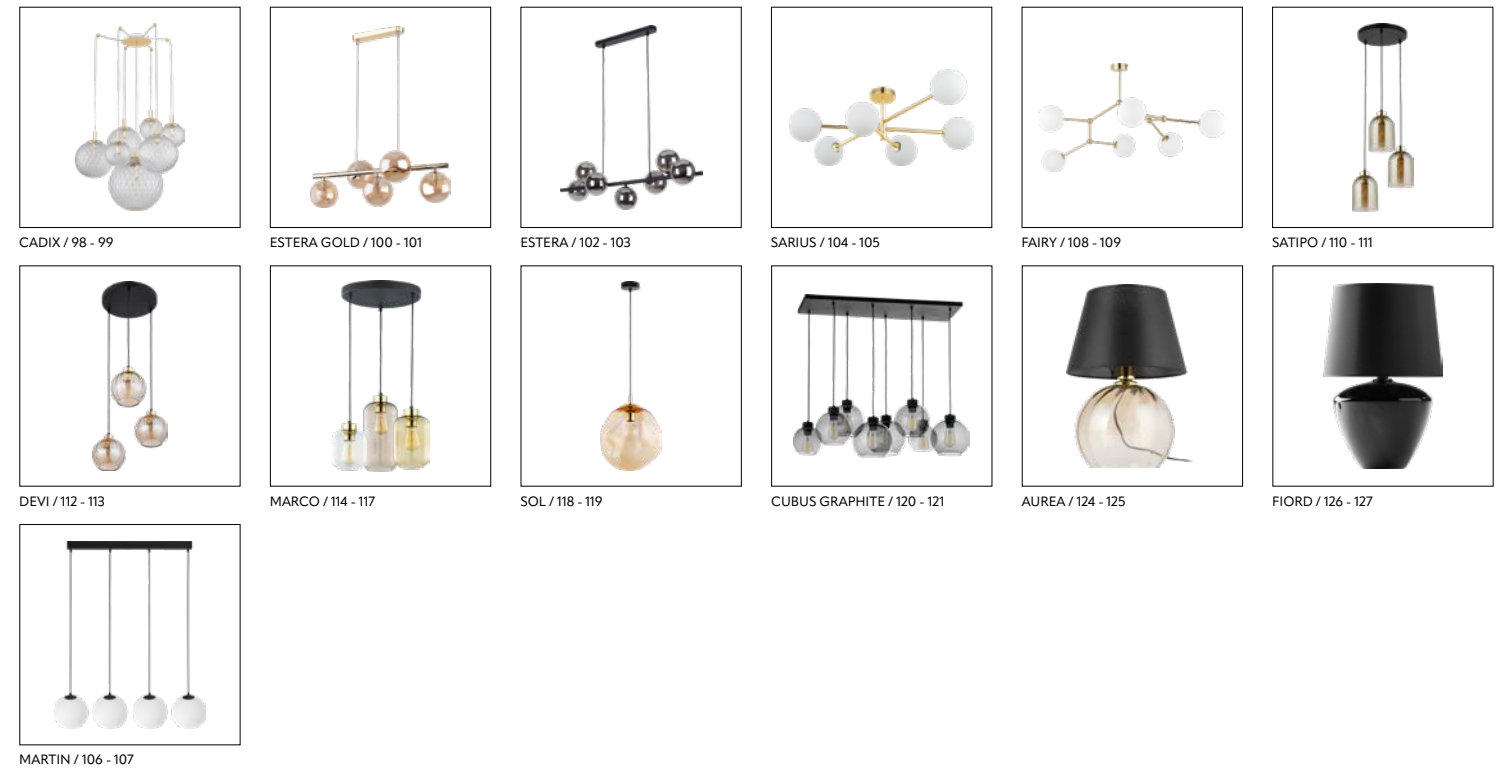 CADIX / 98 - 99
ESTERA GOLD / 100 - 101
ESTERA / 102 - 103
SARIUS / 104 - 105
FAIRY / 108 - 109
SATIPO / 110 - 111
DEVI / 112 - 113
MARCO / 114 - 117
SOL / 118 - 119
CUBUS GRAPHITE / 120 - 121
AUREA / 124 - 125
FIORD / 126 - 127
MARTIN / 106 - 107